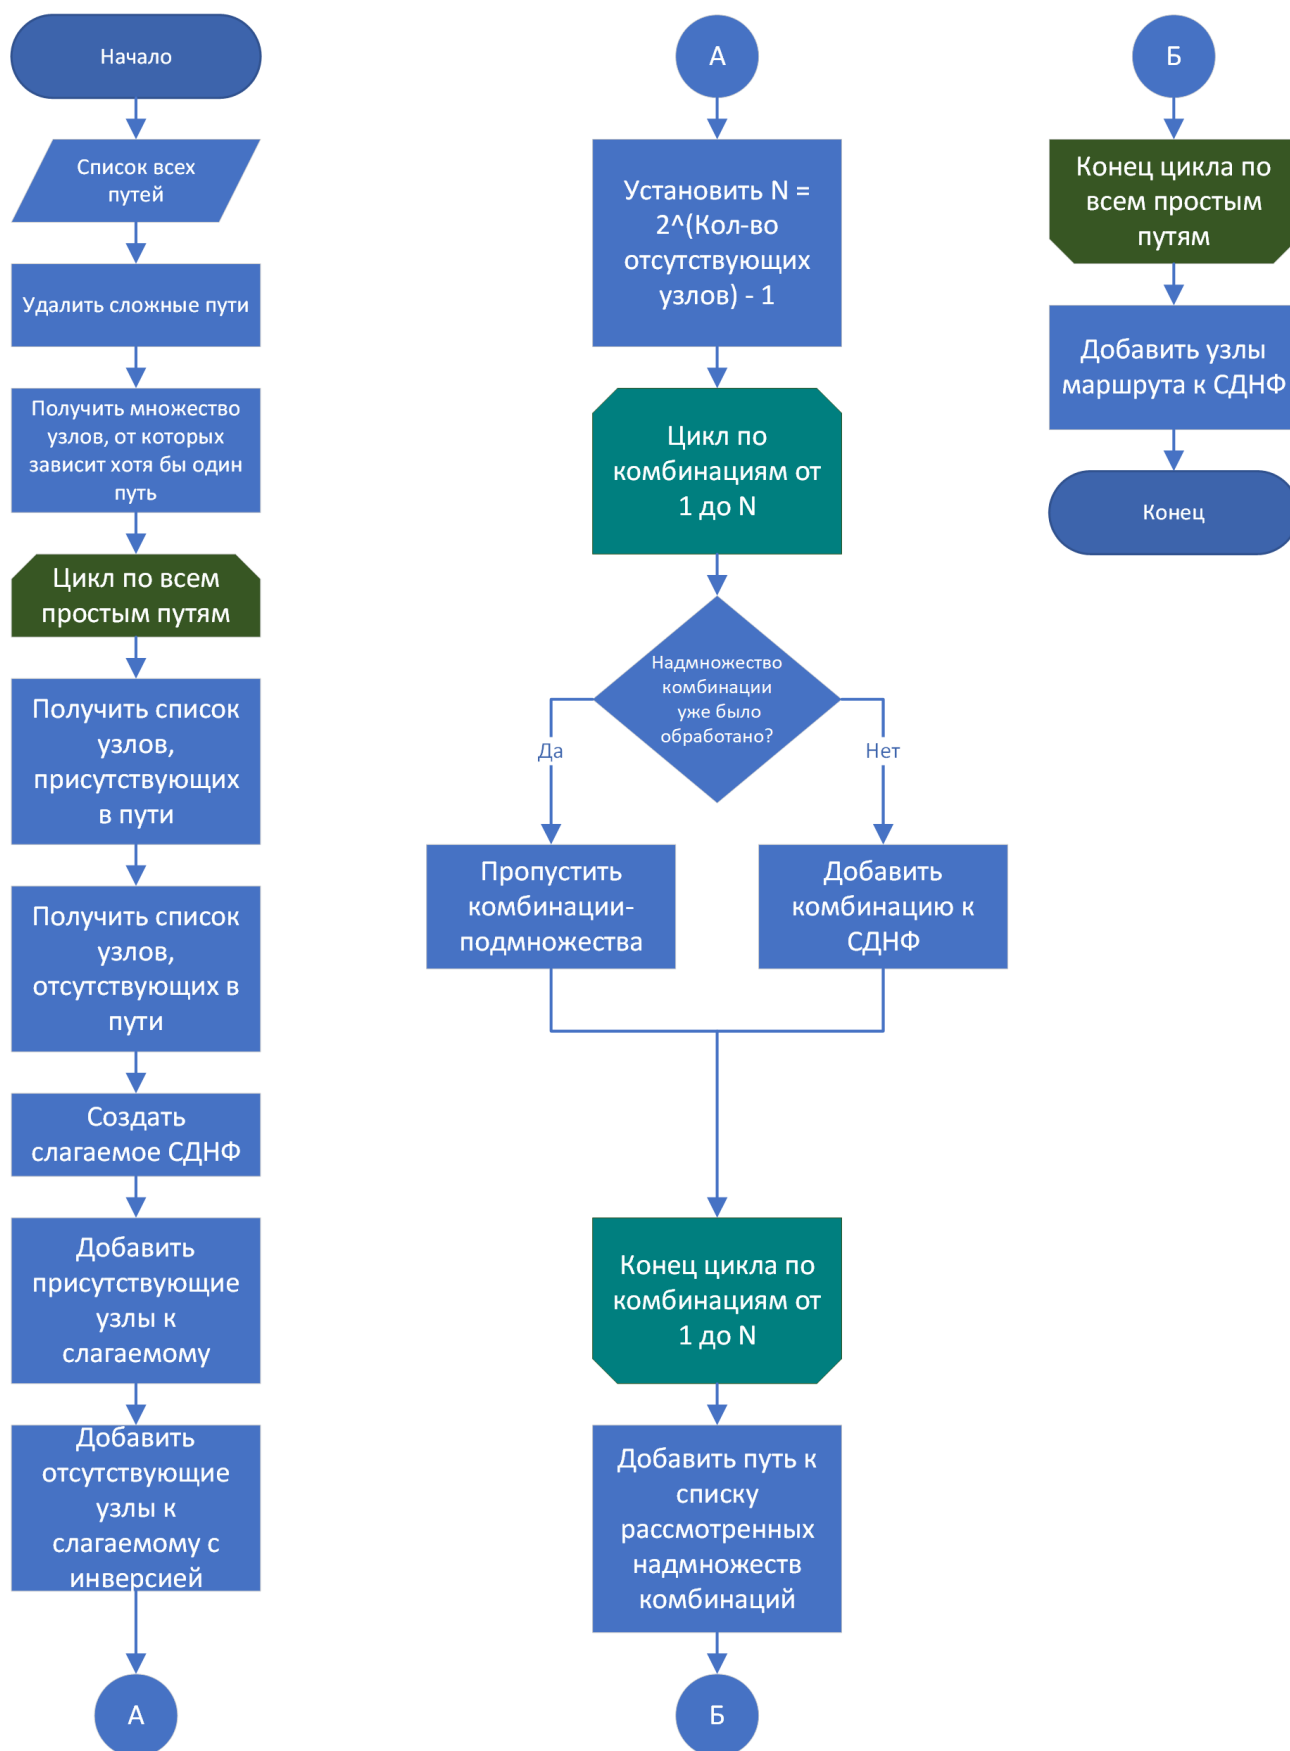 Начало
Список всех
путей
Удалить сложные пути
Получить множество
узлов, от которых
зависит хотя бы один
путь
Цикл по всем
простым путям
Получить список
узлов,
присутствующих
в пути
Получить список
узлов,
отсутствующих в
пути
Создать
слагаемое СДНФ
Добавить
присутствующие
узлы к
слагаемому
Добавить
отсутствующие
узлы к
слагаемому с
инверсией
А
А
Установить N =
2^(Кол-во
отсутствующих
узлов) - 1
Цикл по
комбинациям от
1 до N
Надмножество
комбинации
уже было
обработано?
Да
Нет
Пропустить
комбинации-
подмножества
Добавить
комбинацию к
СДНФ
Конец цикла по
комбинациям от
1 до N
Добавить путь к
списку
рассмотренных
надмножеств
комбинаций
Б
Б
Конец цикла по
всем простым
путям
Добавить узлы
маршрута к СДНФ
Конец